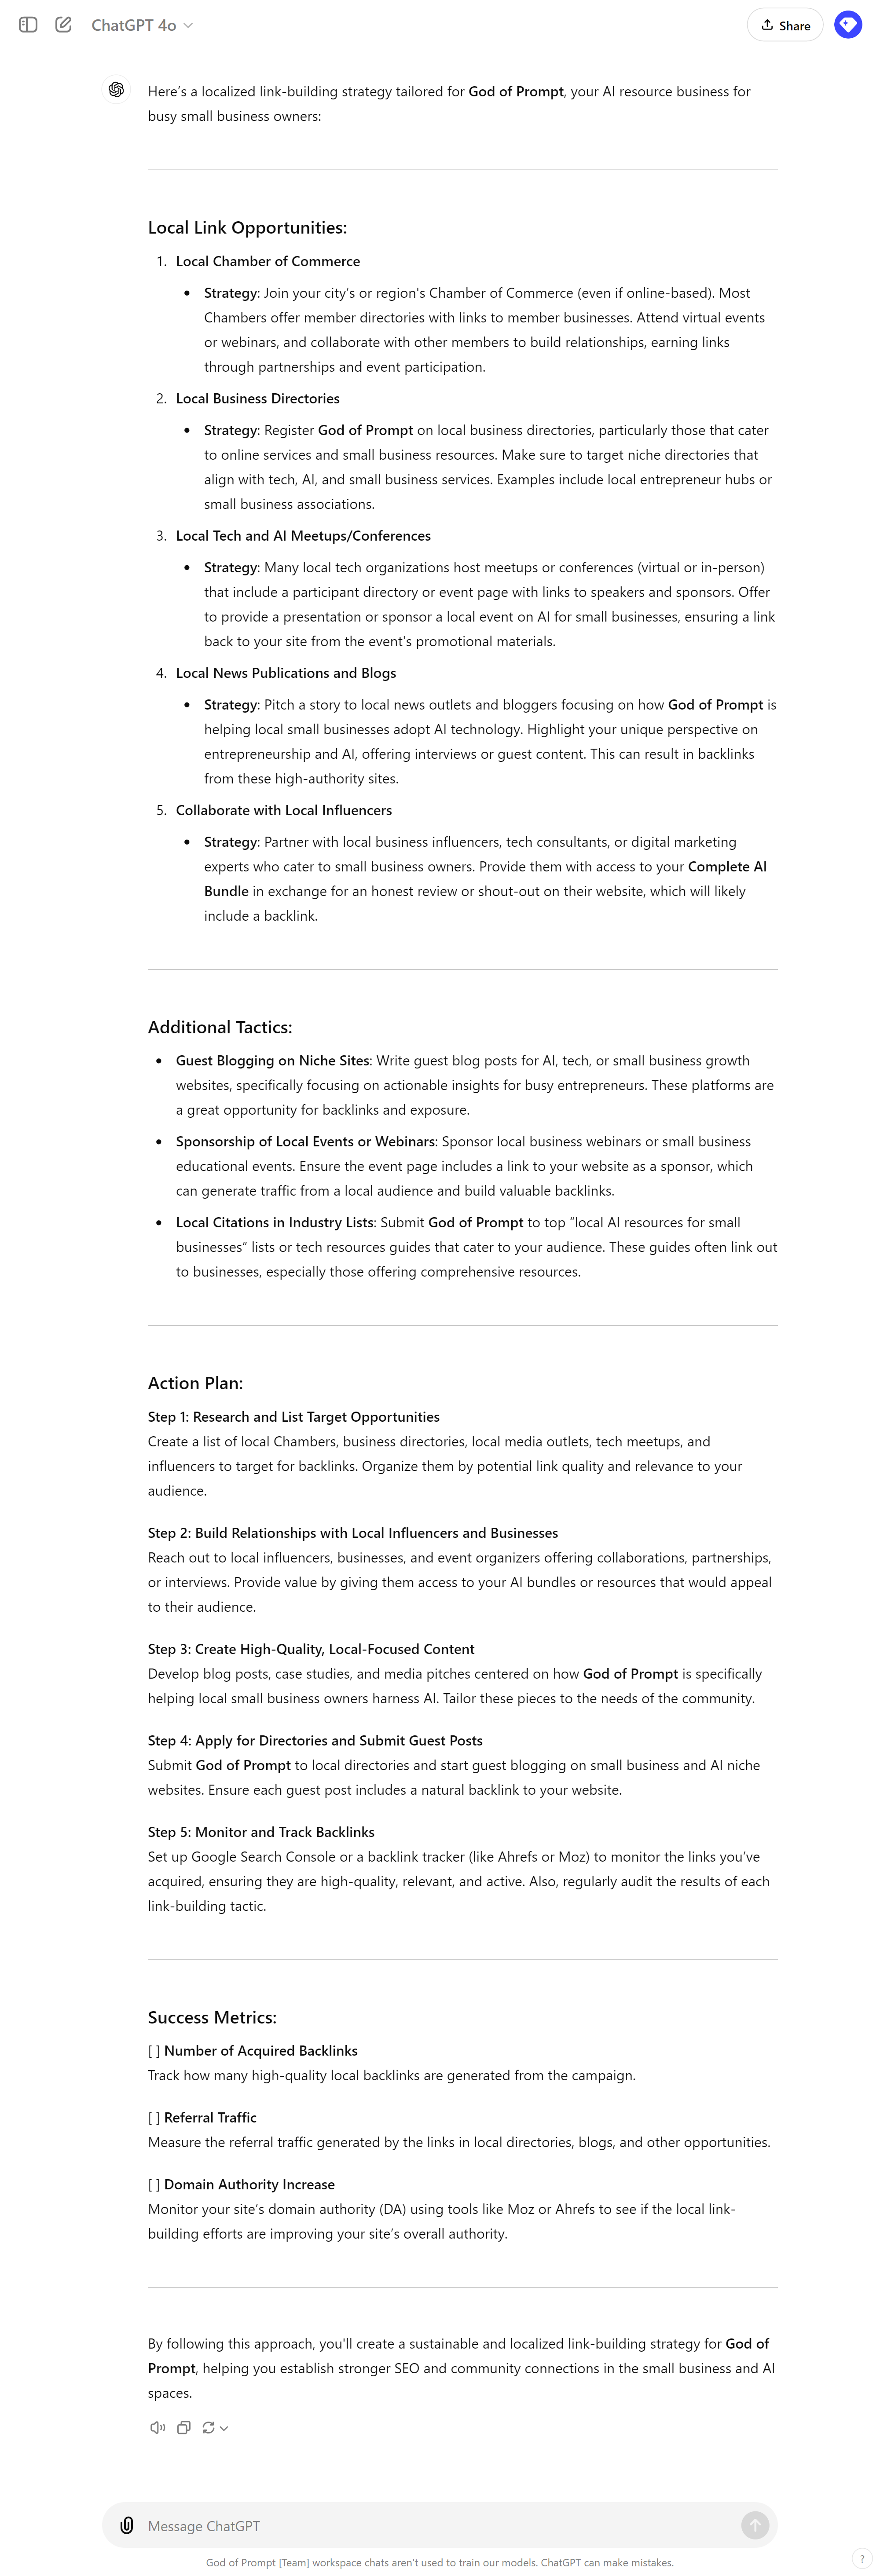 ChatGPT 4o
Share
Here’s a localized link-building strategy tailored for God of Prompt, your AI resource business for
busy small business owners:
Local Link Opportunities:
1. Local Chamber of Commerce
• Strategy: Join your city’s or region's Chamber of Commerce (even if online-based). Most
Chambers offer member directories with links to member businesses. Attend virtual events
or webinars, and collaborate with other members to build relationships, earning links
through partnerships and event participation.
2. Local Business Directories
• Strategy: Register God of Prompt on local business directories, particularly those that cater
to online services and small business resources. Make sure to target niche directories that
align with tech, AI, and small business services. Examples include local entrepreneur hubs or
small business associations.
3. Local Tech and AI Meetups/Conferences
• Strategy: Many local tech organizations host meetups or conferences (virtual or in-person)
that include a participant directory or event page with links to speakers and sponsors. Offer
to provide a presentation or sponsor a local event on AI for small businesses, ensuring a link
back to your site from the event's promotional materials.
4. Local News Publications and Blogs
• Strategy: Pitch a story to local news outlets and bloggers focusing on how God of Prompt is
helping local small businesses adopt AI technology. Highlight your unique perspective on
entrepreneurship and AI, offering interviews or guest content. This can result in backlinks
from these high-authority sites.
5. Collaborate with Local Influencers
• Strategy: Partner with local business influencers, tech consultants, or digital marketing
experts who cater to small business owners. Provide them with access to your Complete AI
Bundle in exchange for an honest review or shout-out on their website, which will likely
include a backlink.
Additional Tactics:
• Guest Blogging on Niche Sites: Write guest blog posts for AI, tech, or small business growth
websites, specifically focusing on actionable insights for busy entrepreneurs. These platforms are
a great opportunity for backlinks and exposure.
• Sponsorship of Local Events or Webinars: Sponsor local business webinars or small business
educational events. Ensure the event page includes a link to your website as a sponsor, which
can generate traffic from a local audience and build valuable backlinks.
• Local Citations in Industry Lists: Submit God of Prompt to top “local AI resources for small
businesses” lists or tech resources guides that cater to your audience. These guides often link out
to businesses, especially those offering comprehensive resources.
Action Plan:
Step 1: Research and List Target Opportunities
Create a list of local Chambers, business directories, local media outlets, tech meetups, and
influencers to target for backlinks. Organize them by potential link quality and relevance to your
audience.
Step 2: Build Relationships with Local Influencers and Businesses
Reach out to local influencers, businesses, and event organizers offering collaborations, partnerships,
or interviews. Provide value by giving them access to your AI bundles or resources that would appeal
to their audience.
Step 3: Create High-Quality, Local-Focused Content
Develop blog posts, case studies, and media pitches centered on how God of Prompt is specifically
helping local small business owners harness AI. Tailor these pieces to the needs of the community.
Step 4: Apply for Directories and Submit Guest Posts
Submit God of Prompt to local directories and start guest blogging on small business and AI niche
websites. Ensure each guest post includes a natural backlink to your website.
Step 5: Monitor and Track Backlinks
Set up Google Search Console or a backlink tracker (like Ahrefs or Moz) to monitor the links you’ve
acquired, ensuring they are high-quality, relevant, and active. Also, regularly audit the results of each
link-building tactic.
Success Metrics:
[ ] Number of Acquired Backlinks
Track how many high-quality local backlinks are generated from the campaign.
[ ] Referral Traffic
Measure the referral traffic generated by the links in local directories, blogs, and other opportunities.
[ ] Domain Authority Increase
Monitor your site’s domain authority (DA) using tools like Moz or Ahrefs to see if the local link-
building efforts are improving your site’s overall authority.
By following this approach, you'll create a sustainable and localized link-building strategy for God of
Prompt, helping you establish stronger SEO and community connections in the small business and AI
spaces.
Message ChatGPT
God of Prompt [Team] workspace chats aren't used to train our models. ChatGPT can make mistakes.
?